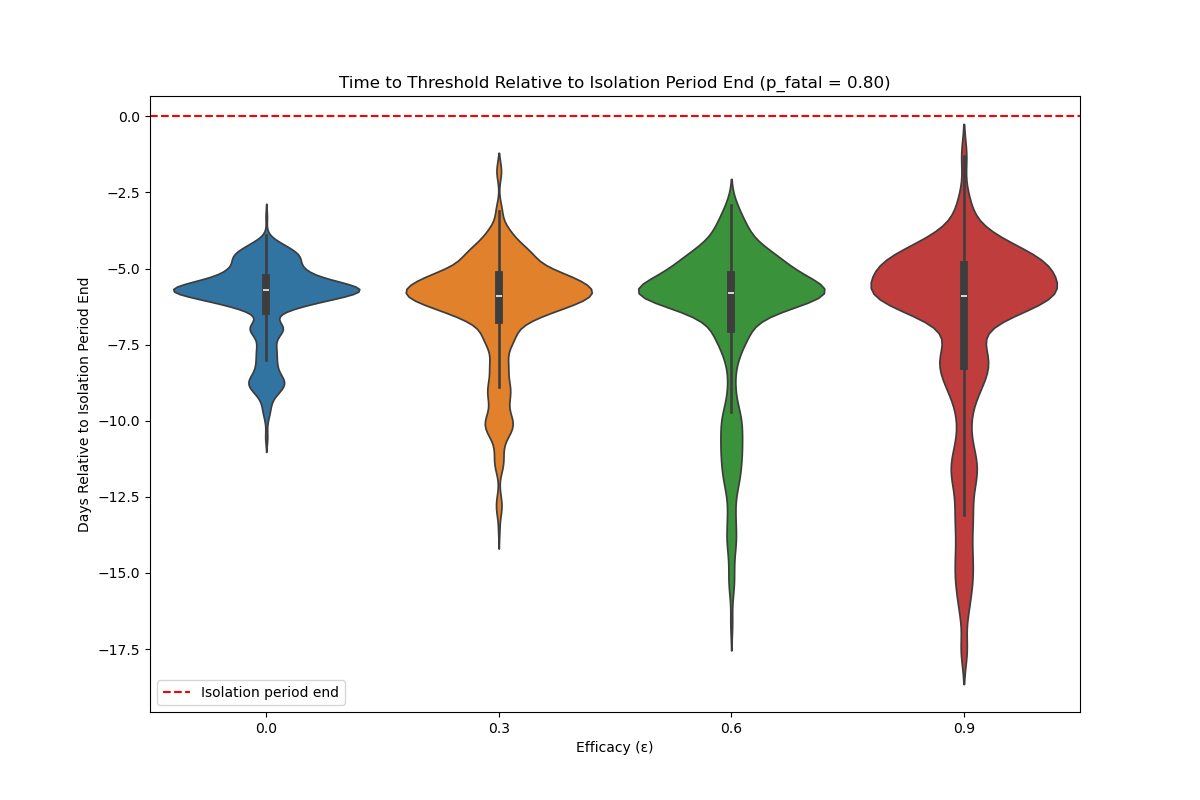 Time to Threshold Relative to Isolation Period End (p_fatal = 0.80)
Days Relative to Isolation Period End
0.0
−2.5
−5.0
−7.5
−10.0
−12.5
−15.0
−17.5
Isolation period end
0.0 0.3 0.6 0.9
Efficacy (ε)